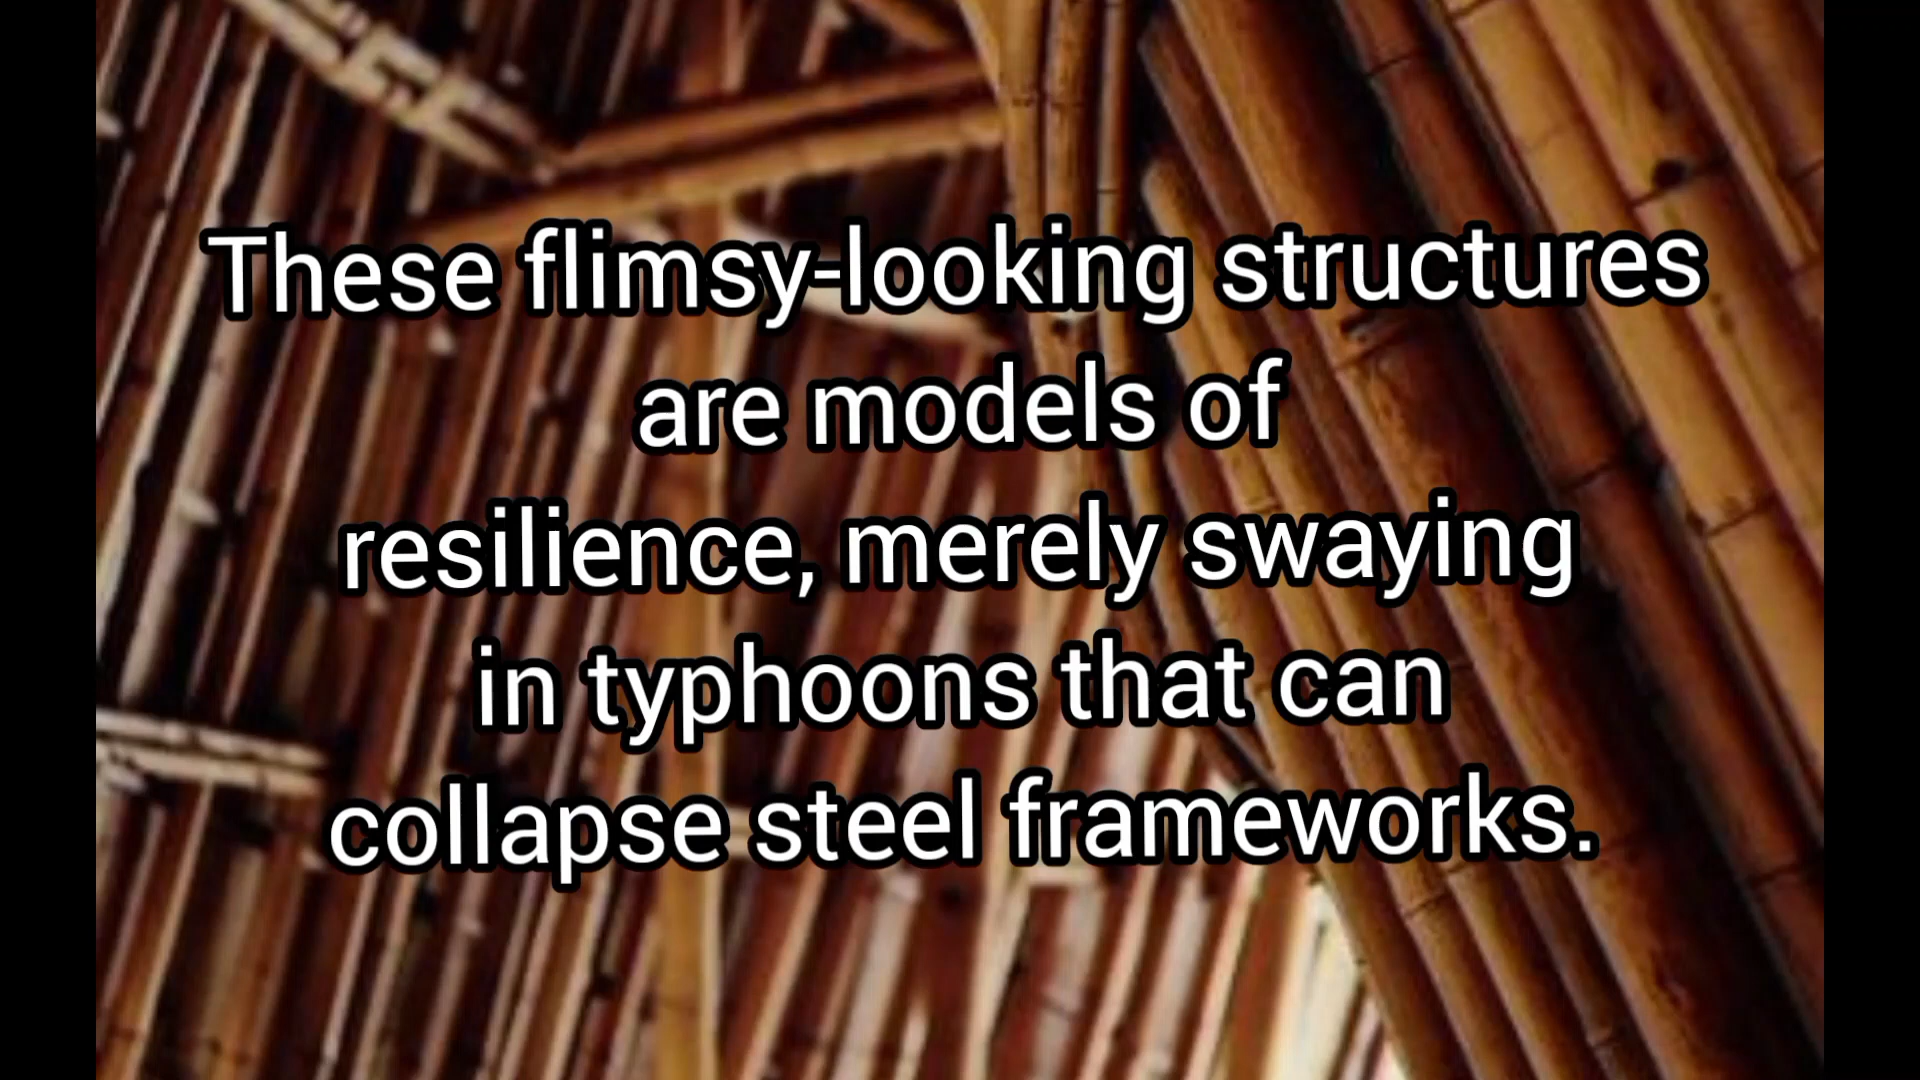 These flimsy-looking structures
are models of
resilience, merely swaying
in typhoons that can
collapse steel frameworks.